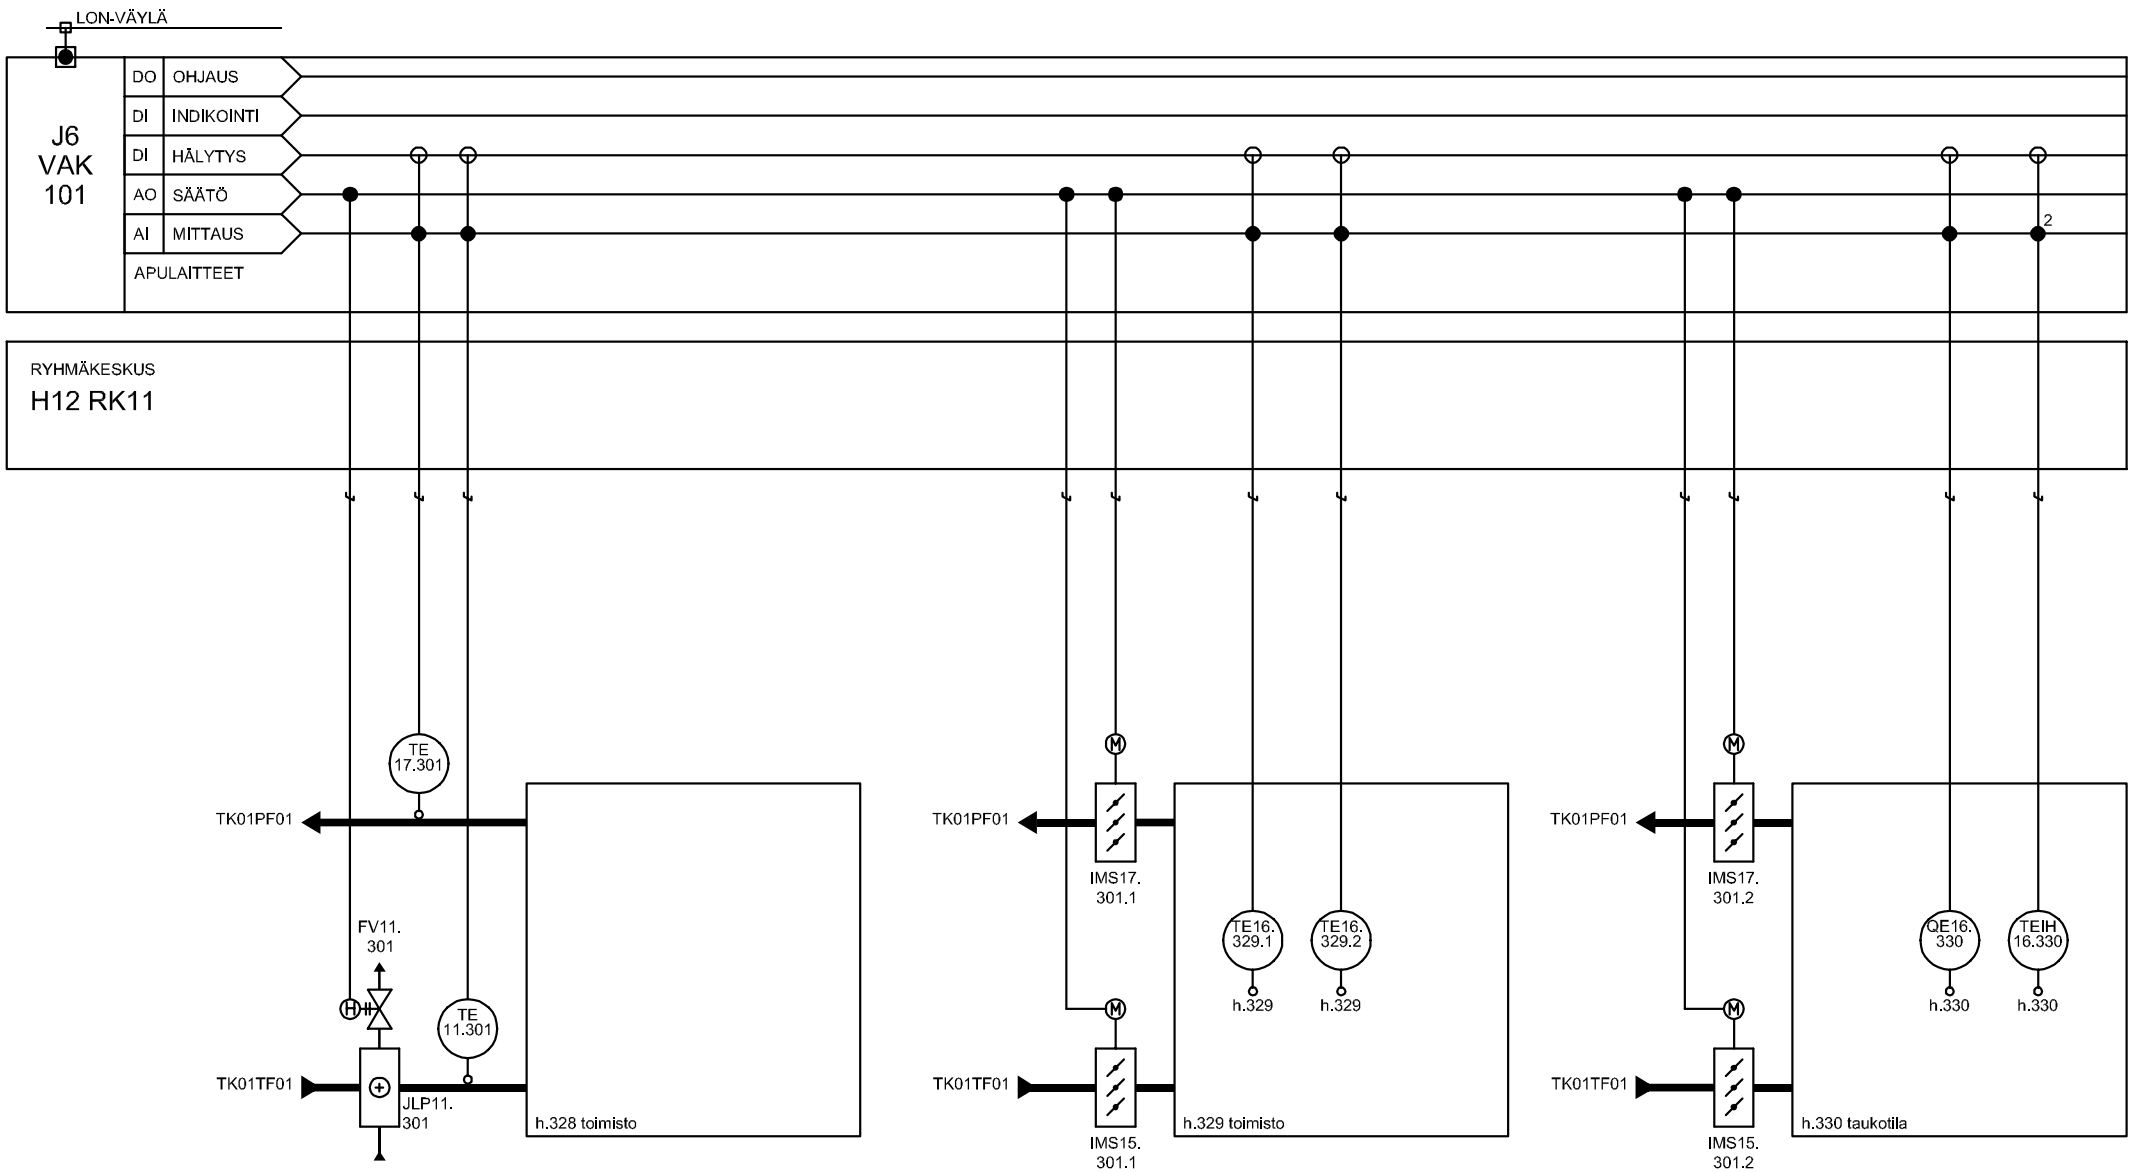 LON-VÄYLÄ
J6
VAK
101
DO OHJAUS
DI INDIKOINTI
DI HÄLYTYS
AO SÄÄTÖ
AI MITTAUS
APULAITTEET
2
RYHMÄKESKUS
H12 RK11
TE
17.301
TK01PF01
FV11.
301
H
TE
11.301
TK01TF01
JLP11.
301
h.328 toimisto
M
TK01PF01
IMS17.
301.1
TE16.
329.1
h.329
TE16.
329.2
h.329
M
TK01TF01
IMS15.
301.1
h.329 toimisto
M
TK01PF01
IMS17.
301.2
QE16.
330
h.330
TEIH
16.330
h.330
M
TK01TF01
IMS15.
301.2
h.330 taukotila